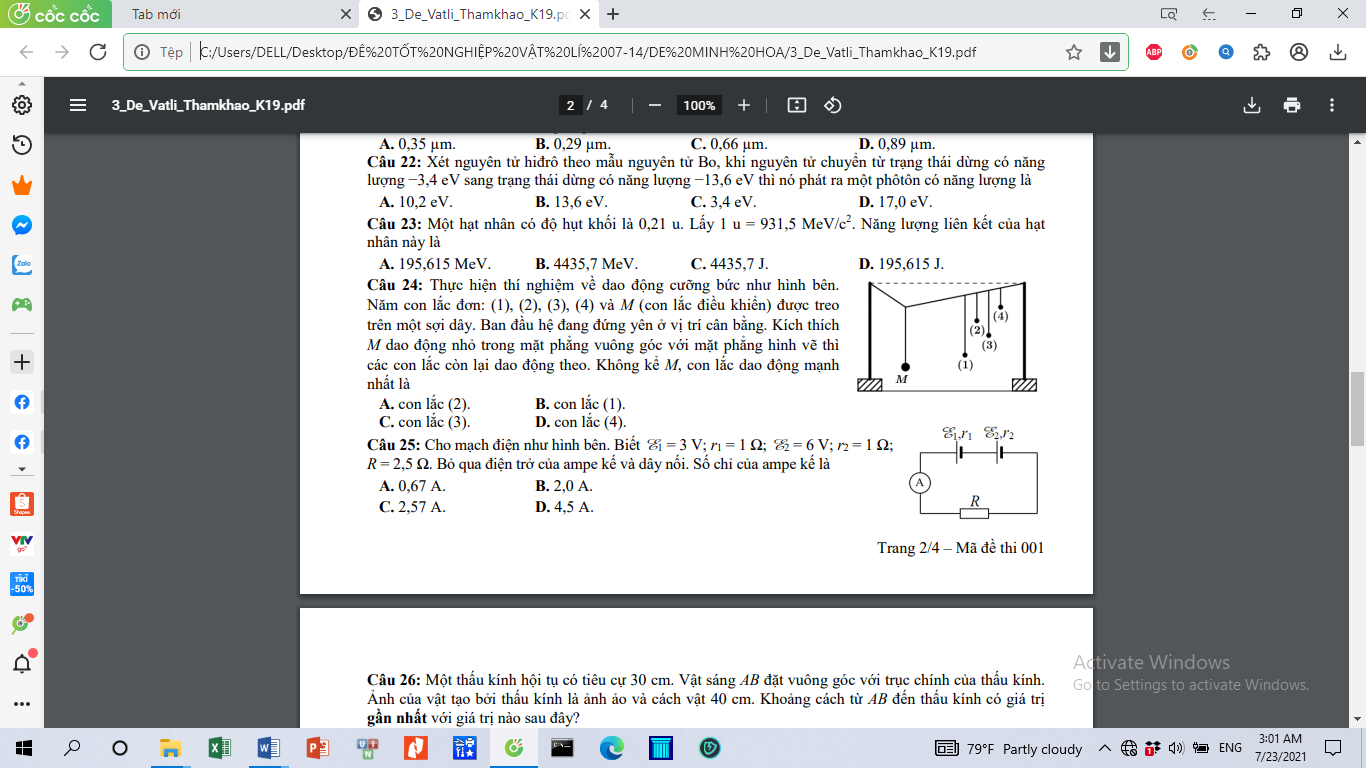 cốc cốc
Tab mới
3_De_Vatli_Thamkhao_K19.pd
Tệp
C:/Users/DELL/Desktop/ĐÊ%20TỐT%20NGHIỆP%20VẬT%20LÍ%2007-14/DE%20MINH%20HOA/3_De_Vatli_Thamkhao_K19.pdf
ABP
3_De_Vatli_Thamkhao_K19.pdf
2 / 4
100%
A. 0,35 µm. B. 0,29 µm. C. 0,66 µm. D. 0,89 µm.
Câu 22: Xét nguyên tử hiđrô theo mẫu nguyên tử Bo, khi nguyên tử chuyển từ trạng thái dừng có năng
lượng −3,4 eV sang trạng thái dừng có năng lượng −13,6 eV thì nó phát ra một phôtôn có năng lượng là
A. 10,2 eV. B. 13,6 eV. C. 3,4 eV. D. 17,0 eV.
Câu 23: Một hạt nhân có độ hụt khối là 0,21 u. Lấy 1 u = 931,5 MeV/c². Năng lượng liên kết của hạt
nhân này là
A. 195,615 MeV. B. 4435,7 MeV. C. 4435,7 J. D. 195,615 J.
Câu 24: Thực hiện thí nghiệm về dao động cưỡng bức như hình bên.
Năm con lắc đơn: (1), (2), (3), (4) và M (con lắc điều khiển) được treo
trên một sợi dây. Ban đầu hệ đang đứng yên ở vị trí cân bằng. Kích thích
M dao động nhỏ trong mặt phẳng vuông góc với mặt phẳng hình vẽ thì
các con lắc còn lại dao động theo. Không kể M, con lắc dao động mạnh
nhất là
A. con lắc (2). B. con lắc (1).
C. con lắc (3). D. con lắc (4).
M
(1)
(2)
(3)
(4)
Câu 25: Cho mạch điện như hình bên. Biết ℰ1 = 3 V; r1 = 1 Ω; ℰ2 = 6 V; r2 = 1 Ω;
R = 2,5 Ω. Bỏ qua điện trở của ampe kế và dây nối. Số chỉ của ampe kế là
A. 0,67 A. B. 2,0 A.
C. 2,57 A. D. 4,5 A.
ℰ1,r1 ℰ2,r2
A
R
Trang 2/4 – Mã đề thi 001
Câu 26: Một thấu kính hội tụ có tiêu cự 30 cm. Vật sáng AB đặt vuông góc với trục chính của thấu kính.
Ảnh của vật tạo bởi thấu kính là ảnh ảo và cách vật 40 cm. Khoảng cách từ AB đến thấu kính có giá trị
gần nhất với giá trị nào sau đây?
Zalo
Shopee
VTV
go
TIKI
-50%
Activate Windows
Go to Settings to activate Windows.
79°F Partly cloudy
ENG
3:01 AM
7/23/2021